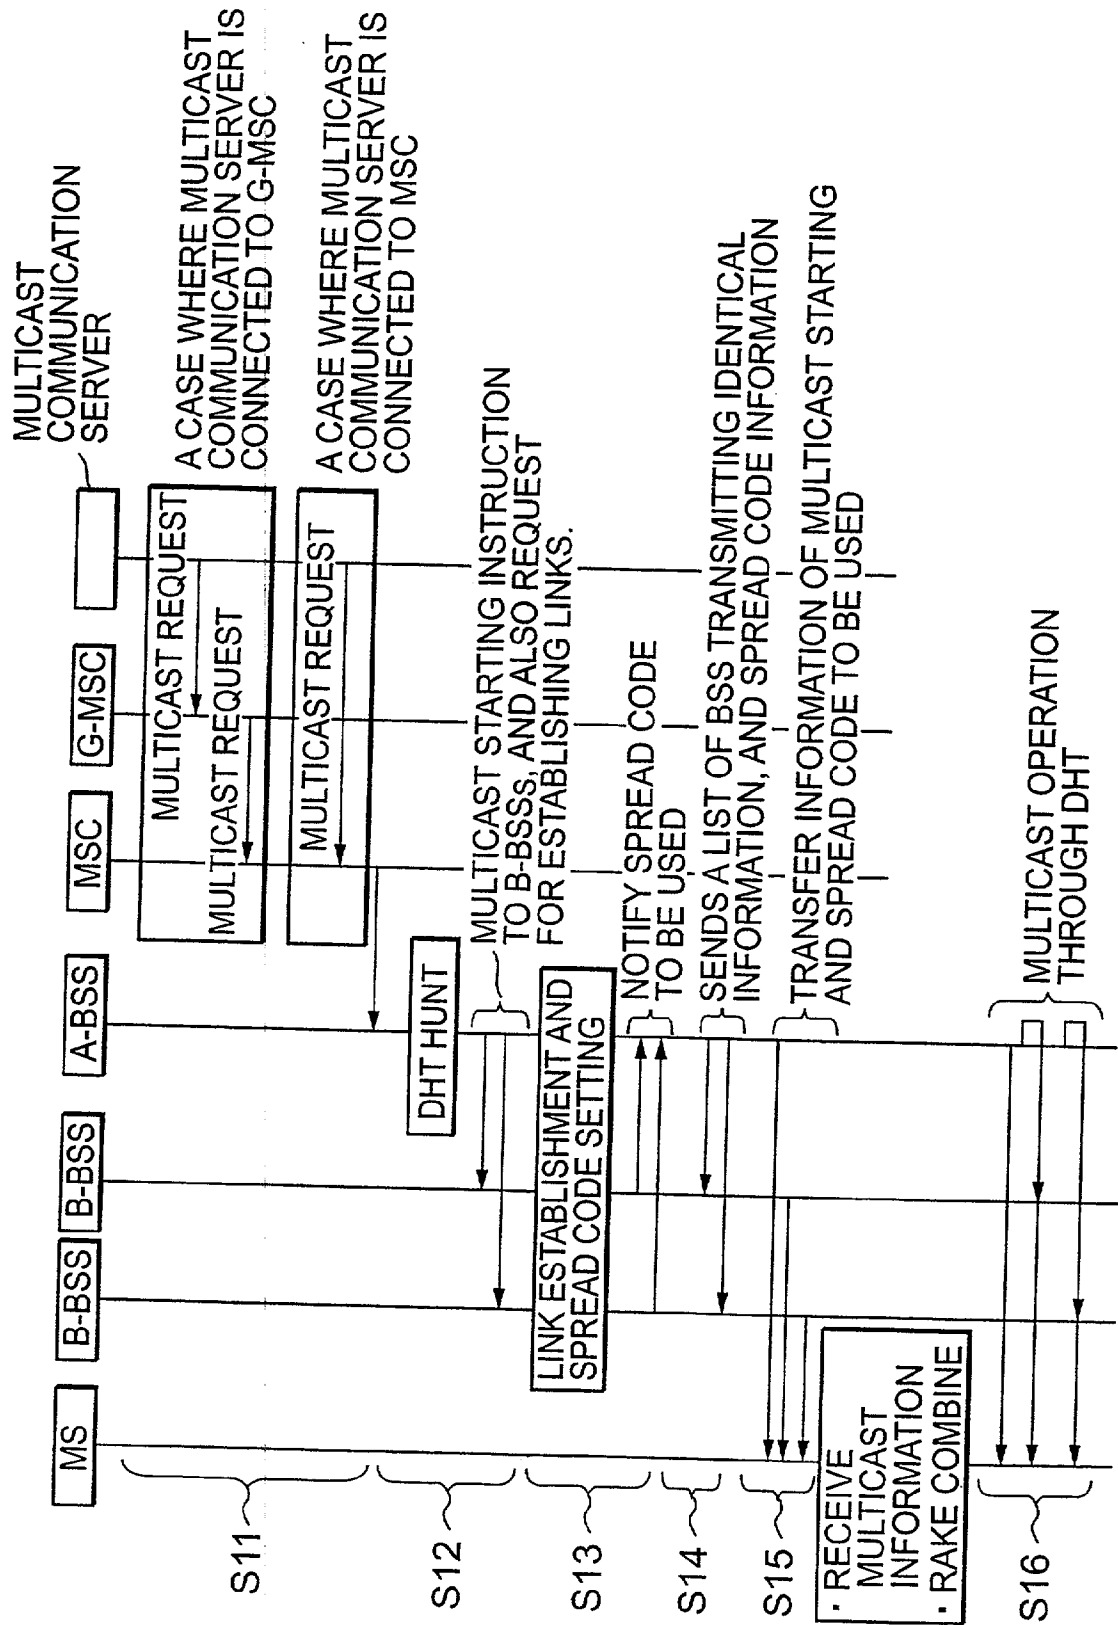 MS
B-BSS
B-BSS
A-BSS
MSC
G-MSC
MULTICAST
COMMUNICATION
SERVER
S11
MULTICAST REQUEST
MULTICAST REQUEST
A CASE WHERE MULTICAST
COMMUNICATION SERVER IS
CONNECTED TO G-MSC
MULTICAST REQUEST
A CASE WHERE MULTICAST
COMMUNICATION SERVER IS
CONNECTED TO MSC
S12
DHT HUNT
MULTICAST STARTING INSTRUCTION
TO B-BSSs, AND ALSO REQUEST
FOR ESTABLISHING LINKS.
S13
LINK ESTABLISHMENT AND
SPREAD CODE SETTING
NOTIFY SPREAD CODE
TO BE USED
S14
SENDS A LIST OF BSS TRANSMITING IDENTICAL
INFORMATION, AND SPREAD CODE INFORMATION
S15
TRANSFER INFORMATION OF MULTICAST STARTING
AND SPREAD CODE TO BE USED
· RECEIVE
MULTICAST
INFORMATION
· RAKE COMBINE
S16
MULTICAST OPERATION
THROUGH DHT